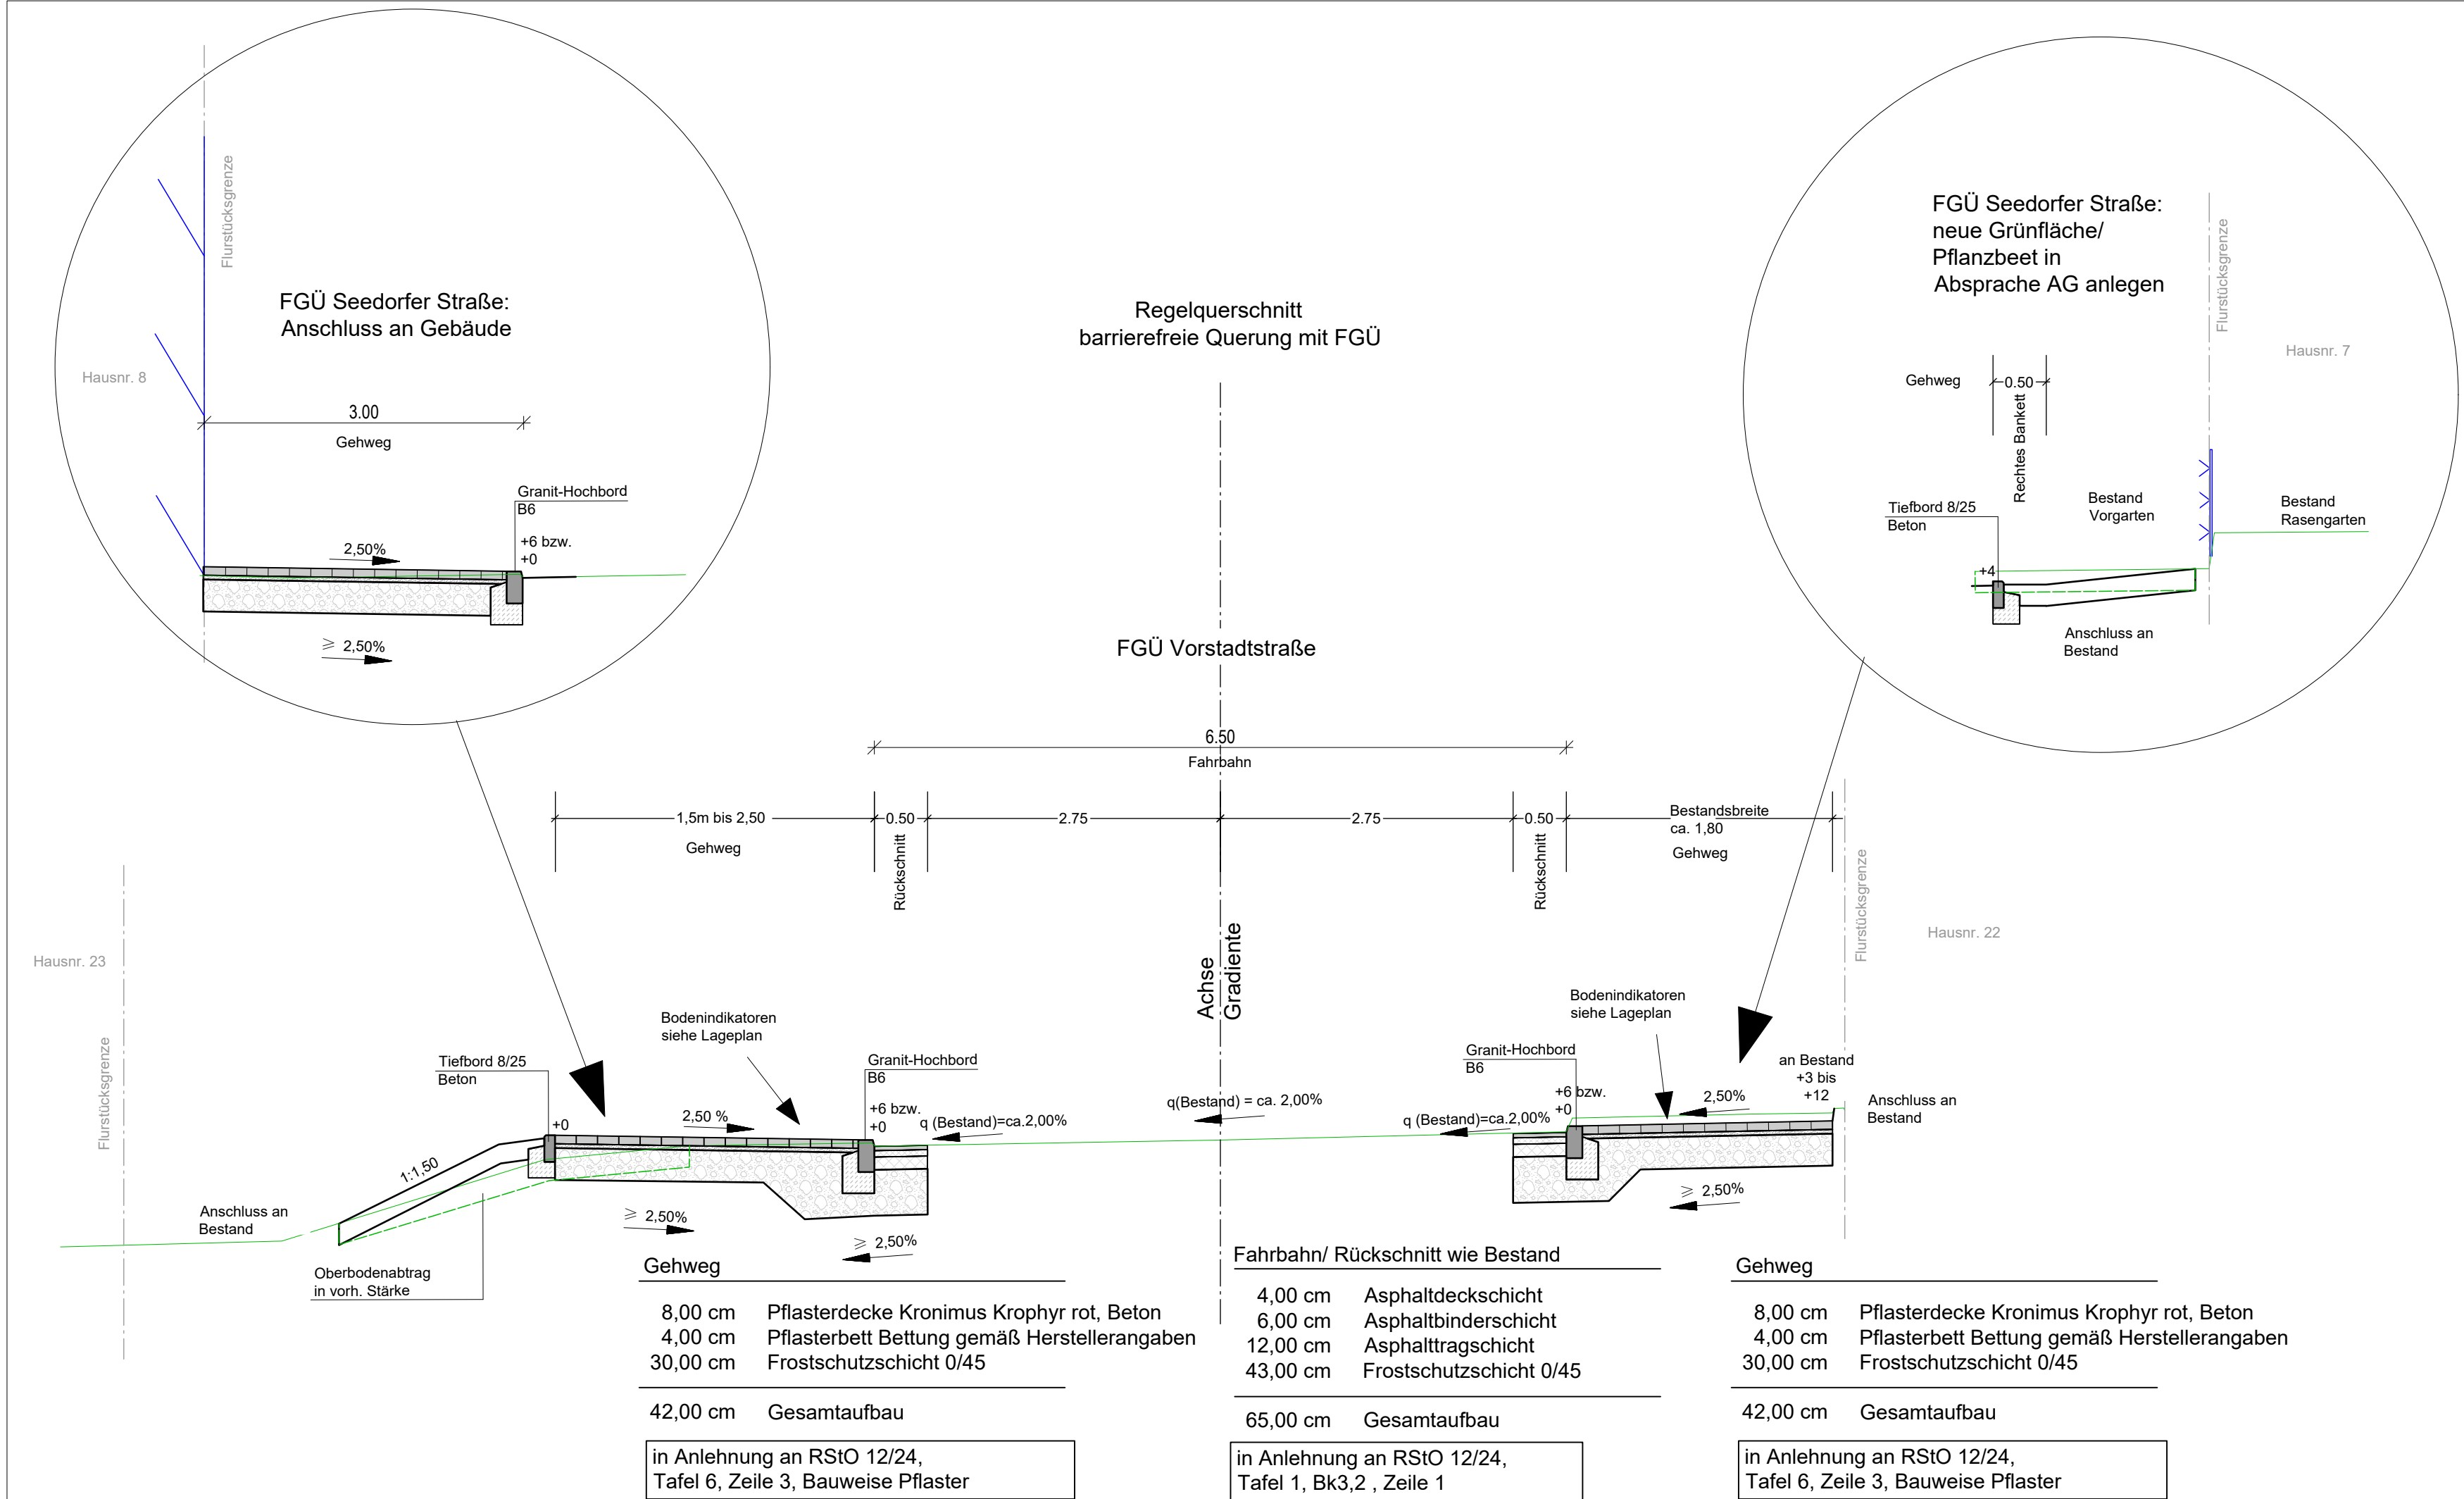 Flurstücksgrenze
FGÜ Seedorfer Straße:
Anschluss an Gebäude
Hausnr. 8
3.00
Gehweg
Granit-Hochbord
B6
+6 bzw.
+0
2,50%
≥ 2,50%
Regelquerschnitt
barrierefreie Querung mit FGÜ
FGÜ Vorstadtstraße
FGÜ Seedorfer Straße:
neue Grünfläche/
Pflanzbeet in
Absprache AG anlegen
Flurstücksgrenze
Hausnr. 7
Gehweg
0.50
Rechtes Bankett
Tiefbord 8/25
Beton
Bestand
Vorgarten
Bestand
Rasengarten
+4
Anschluss an
Bestand
6.50
Fahrbahn
1,5m bis 2,50
Gehweg
0.50
Rückschnitt
2.75
2.75
0.50
Rückschnitt
Bestandsbreite
ca. 1,80
Gehweg
Flurstücksgrenze
Hausnr. 22
Hausnr. 23
Flurstücksgrenze
Achse
Gradiente
Bodenindikatoren
siehe Lageplan
Tiefbord 8/25
Beton
+0
2,50 %
Granit-Hochbord
B6
+6 bzw.
+0
q (Bestand)=ca.2,00%
q(Bestand) = ca. 2,00%
q (Bestand)=ca.2,00%
Bodenindikatoren
siehe Lageplan
Granit-Hochbord
B6
+6 bzw.
+0
2,50%
an Bestand
+3 bis
+12
Anschluss an
Bestand
1:1,50
Anschluss an
Bestand
Oberbodenabtrag
in vorh. Stärke
≥ 2,50%
≥ 2,50%
≥ 2,50%
Gehweg
8,00 cm Pflasterdecke Kronimus Krophyr rot, Beton
4,00 cm Pflasterbett Bettung gemäß Herstellerangaben
30,00 cm Frostschutzschicht 0/45
42,00 cm Gesamtaufbau
in Anlehnung an RStO 12/24,
Tafel 6, Zeile 3, Bauweise Pflaster
Fahrbahn/ Rückschnitt wie Bestand
4,00 cm Asphaltdeckschicht
6,00 cm Asphaltbinderschicht
12,00 cm Asphalttragschicht
43,00 cm Frostschutzschicht 0/45
65,00 cm Gesamtaufbau
in Anlehnung an RStO 12/24,
Tafel 1, Bk3,2 , Zeile 1
Gehweg
8,00 cm Pflasterdecke Kronimus Krophyr rot, Beton
4,00 cm Pflasterbett Bettung gemäß Herstellerangaben
30,00 cm Frostschutzschicht 0/45
42,00 cm Gesamtaufbau
in Anlehnung an RStO 12/24,
Tafel 6, Zeile 3, Bauweise Pflaster